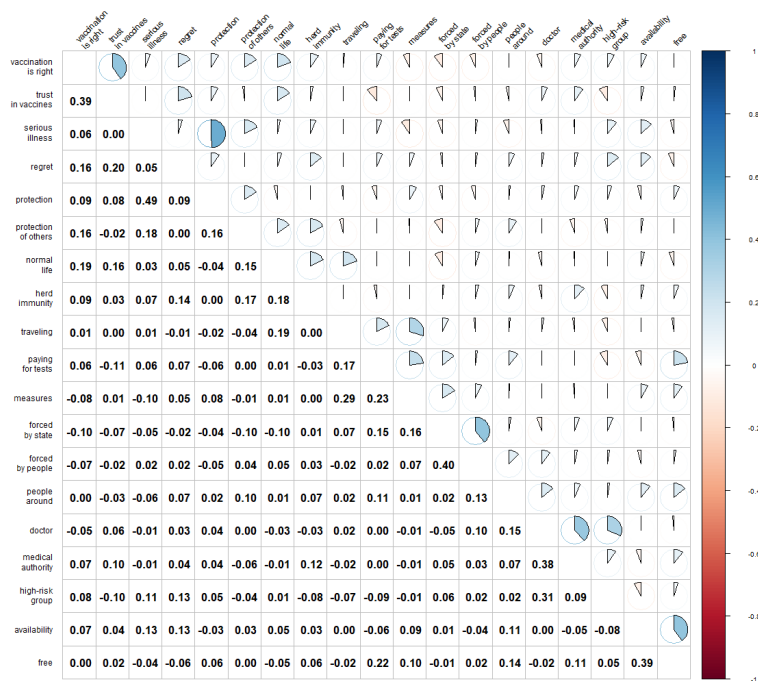 vaccination
is right
trust
in vaccines
serious
illness
regret
protection
protection
of others
normal
life
hard
immunity
traveling
paying
for tests
measures
forced
by state
forced
by people
people
around
doctor
medical
authority
high-risk
group
availability
free
vaccination
is right
trust
in vaccines
0.39
serious
illness
0.06 0.00
regret
0.16 0.20 0.05
protection
0.09 0.08 0.49 0.09
protection
of others
0.16 -0.02 0.18 0.00 0.16
normal
life
0.19 0.16 0.03 0.05 -0.04 0.15
herd
immunity
0.09 0.03 0.07 0.14 0.00 0.17 0.18
traveling
0.01 0.00 0.01 -0.01 -0.02 -0.04 0.19 0.00
paying
for tests
0.06 -0.11 0.06 0.07 -0.06 0.00 0.01 -0.03 0.17
measures
-0.08 0.01 -0.10 0.05 0.08 -0.01 0.01 0.00 0.29 0.23
forced
by state
-0.10 -0.07 -0.05 -0.02 -0.04 -0.10 -0.10 0.01 0.07 0.15 0.16
forced
by people
-0.07 -0.02 0.02 0.02 -0.05 0.04 0.05 0.03 -0.02 0.02 0.07 0.40
people
around
0.00 -0.03 -0.06 0.07 0.02 0.10 0.01 0.07 0.02 0.11 0.01 0.02 0.13
doctor
-0.05 0.06 -0.01 0.03 0.04 0.00 -0.03 -0.03 0.02 0.00 -0.01 -0.05 0.10 0.15
medical
authority
0.07 0.10 -0.01 0.04 0.04 -0.06 -0.01 0.12 -0.02 0.00 -0.01 0.05 0.03 0.07 0.38
high-risk
group
0.08 -0.10 0.11 0.13 0.05 -0.04 0.01 -0.08 -0.07 -0.09 -0.01 0.06 0.02 0.02 0.31 0.09
availability
0.07 0.04 0.13 0.13 -0.03 0.03 0.05 0.03 0.00 -0.06 0.09 0.01 -0.04 0.11 0.00 -0.05 -0.08
free
0.00 0.02 -0.04 -0.06 0.06 0.00 -0.05 0.06 -0.02 0.22 0.10 -0.01 0.02 0.14 -0.02 0.11 0.05 0.39
1
0.8
0.6
0.4
0.2
0
-0.2
-0.4
-0.6
-0.8
-1